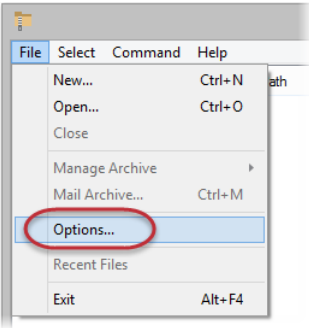 File Select Command Help
New... Ctrl+N
ath
Open... Ctrl+O
Close
Manage Archive
Mail Archive... Ctrl+M
Options...
Recent Files
Exit Alt+F4